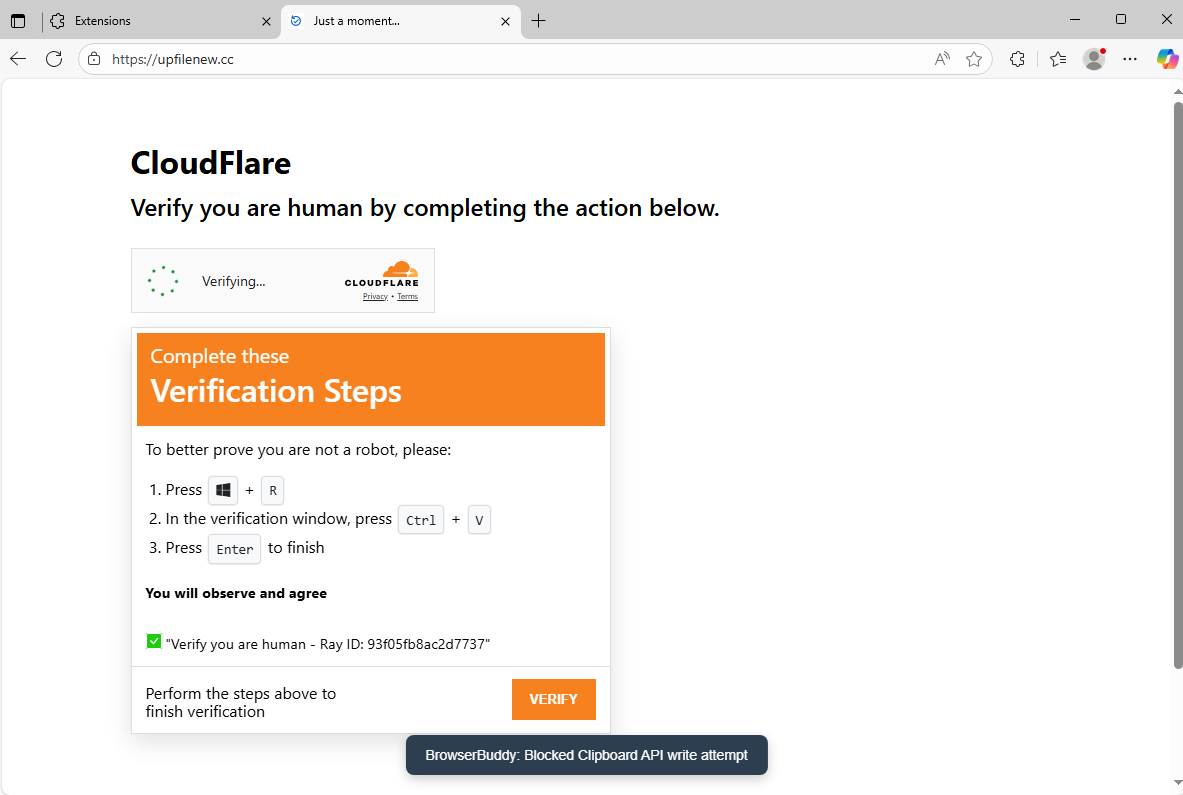 Extensions
Just a moment...
https://upfilenew.cc
CloudFlare
Verify you are human by completing the action below.
Verifying...
CLOUDFLARE
Privacy • Terms
Complete these
Verification Steps
To better prove you are not a robot, please:
1. Press + R
2. In the verification window, press Ctrl + V
3. Press Enter to finish
You will observe and agree
"Verify you are human - Ray ID: 93f05fb8ac2d7737"
Perform the steps above to
finish verification
VERIFY
BrowserBuddy: Blocked Clipboard API write attempt